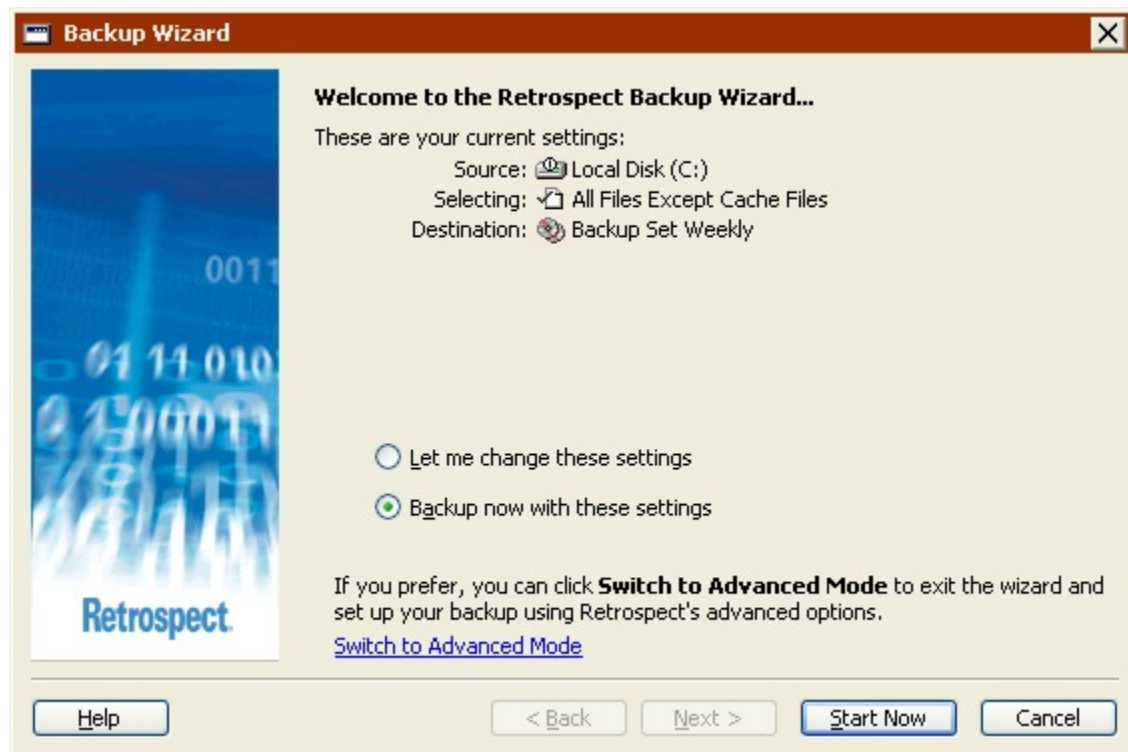 Backup Wizard
Welcome to the Retrospect Backup Wizard...
These are your current settings:
Source: Local Disk (C:)
Selecting: All Files Except Cache Files
Destination: Backup Set Weekly
0011
01 11 010
0 1 00011
Let me change these settings
Backup now with these settings
If you prefer, you can click Switch to Advanced Mode to exit the wizard and
set up your backup using Retrospect's advanced options.
Retrospect.
Switch to Advanced Mode
Help
< Back
Next >
Start Now
Cancel